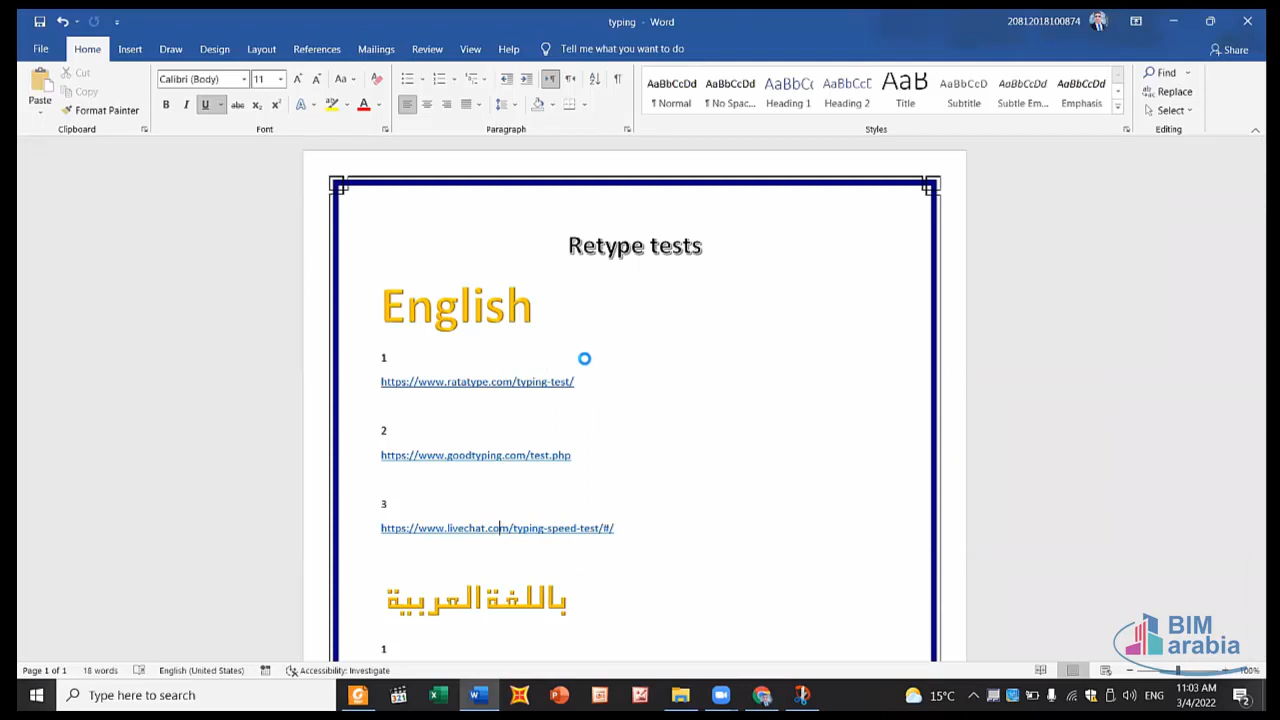 typing - Word
20812018100874
File Home Insert Draw Design Layout References Mailings Review View Help Tell me what you want to do Share
Paste
Cut
Copy
Format Painter
Clipboard
Calibri (Body) 11
Font
Paragraph
AaBbCcDd AaBbCcDd AaBbC( AaBbCcC AaB AaBbCcD AaBbCcDd AaBbCcDd
¶ Normal ¶ No Spac... Heading 1 Heading 2 Title Subtitle Subtle Em... Emphasis
Styles
Find
Replace
Select
Editing
Retype tests
English
1
https://www.ratatype.com/typing-test/
2
https://www.goodtyping.com/test.php
3
https://www.livechat.com/typing-speed-test/#/
باللغة العربية
1
BIM
arabia
Page 1 of 1 18 words English (United States) Accessibility: Investigate 100%
Type here to search
15°C ENG
11:03 AM
3/4/2022
2